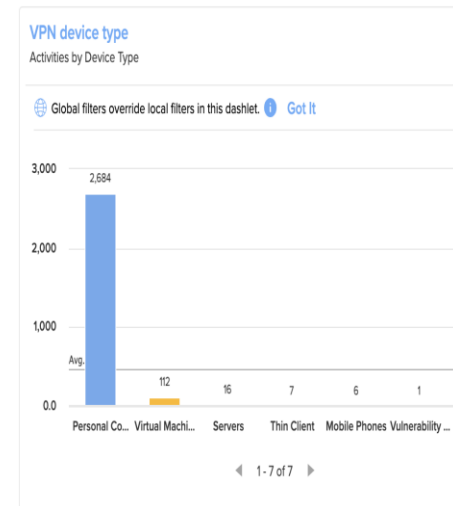 VPN device type
Activities by Device Type
Global filters override local filters in this dashlet. i Got It
3,000
2,684
2,000
1,000
Avg.
112
16
7
6
1
0.0
Personal Co... Virtual Machi... Servers Thin Client Mobile Phones Vulnerability ...
1 - 7 of 7